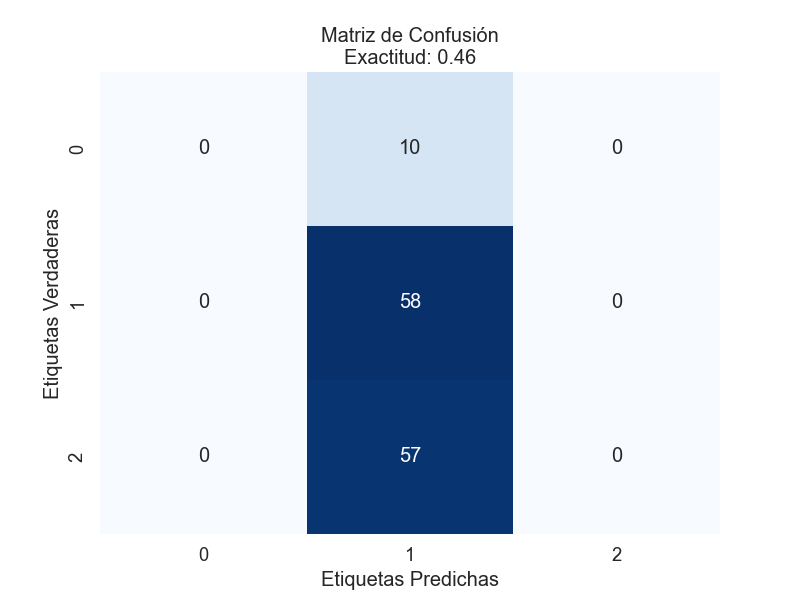 Matriz de Confusión
Exactitud: 0.46
0 0 10 0
1 0 58 0
2 0 57 0
Etiquetas Verdaderas
0 1 2
Etiquetas Predichas